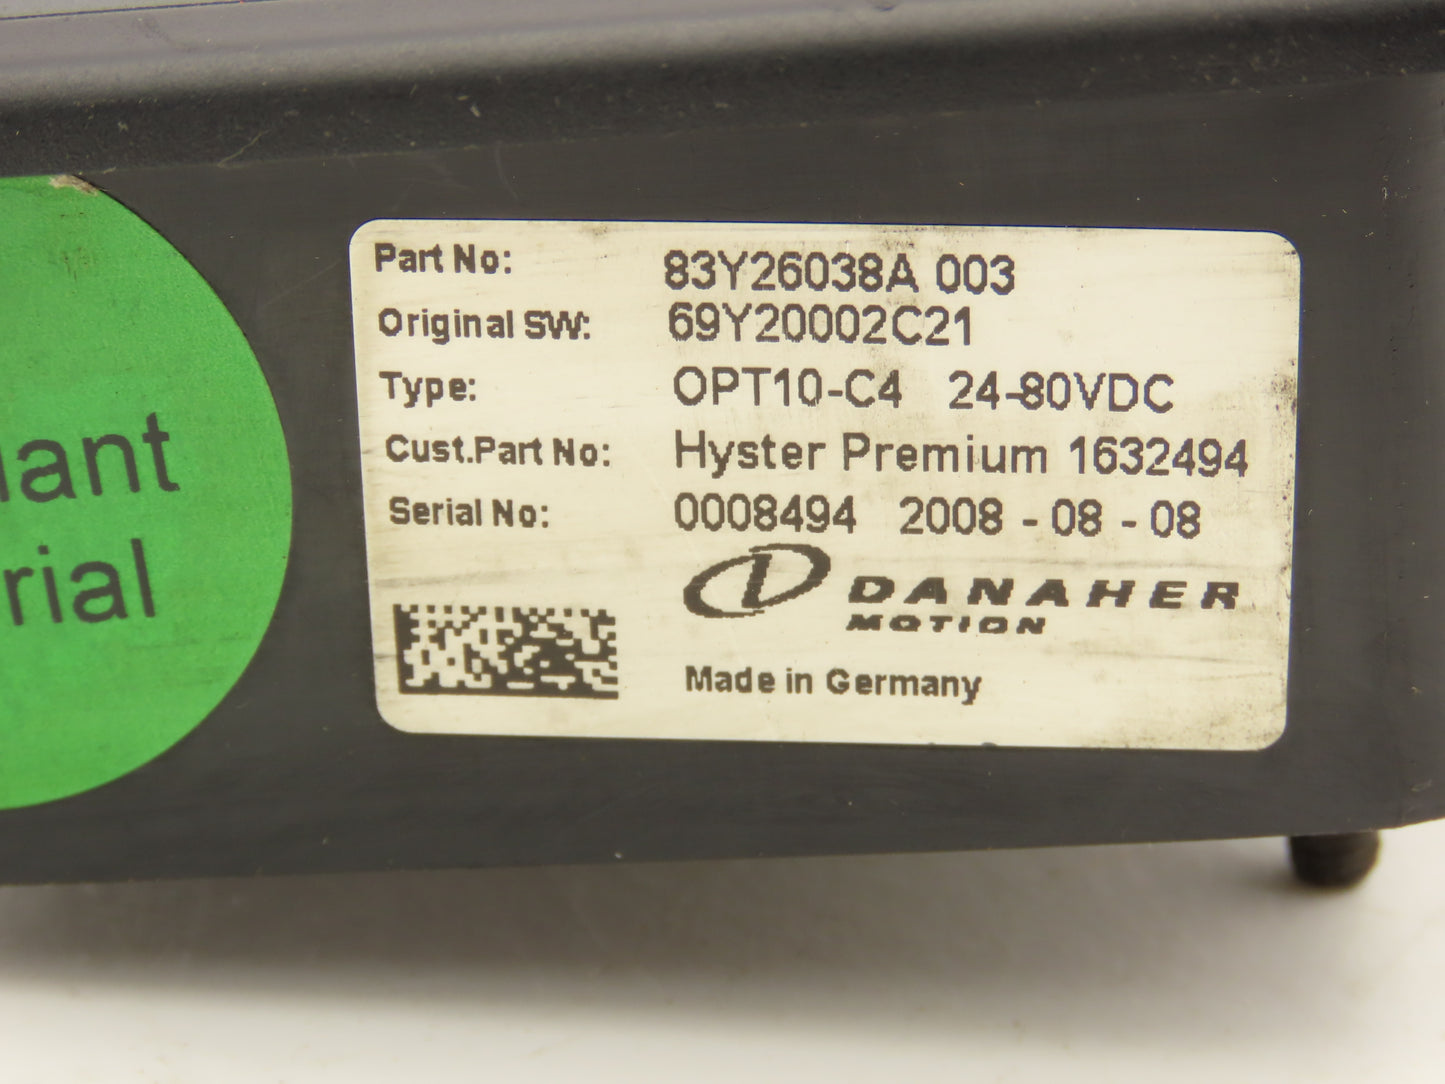 Part No: 83Y26038A 003
Original SW: 69Y20002C21
Type: OPT10-C4 24-80VDC
Cust.Part No: Hyster Premium 1632494
Serial No: 0008494 2008 - 08 - 08
DANAHER
MOTION
Made in Germany
iant
rial